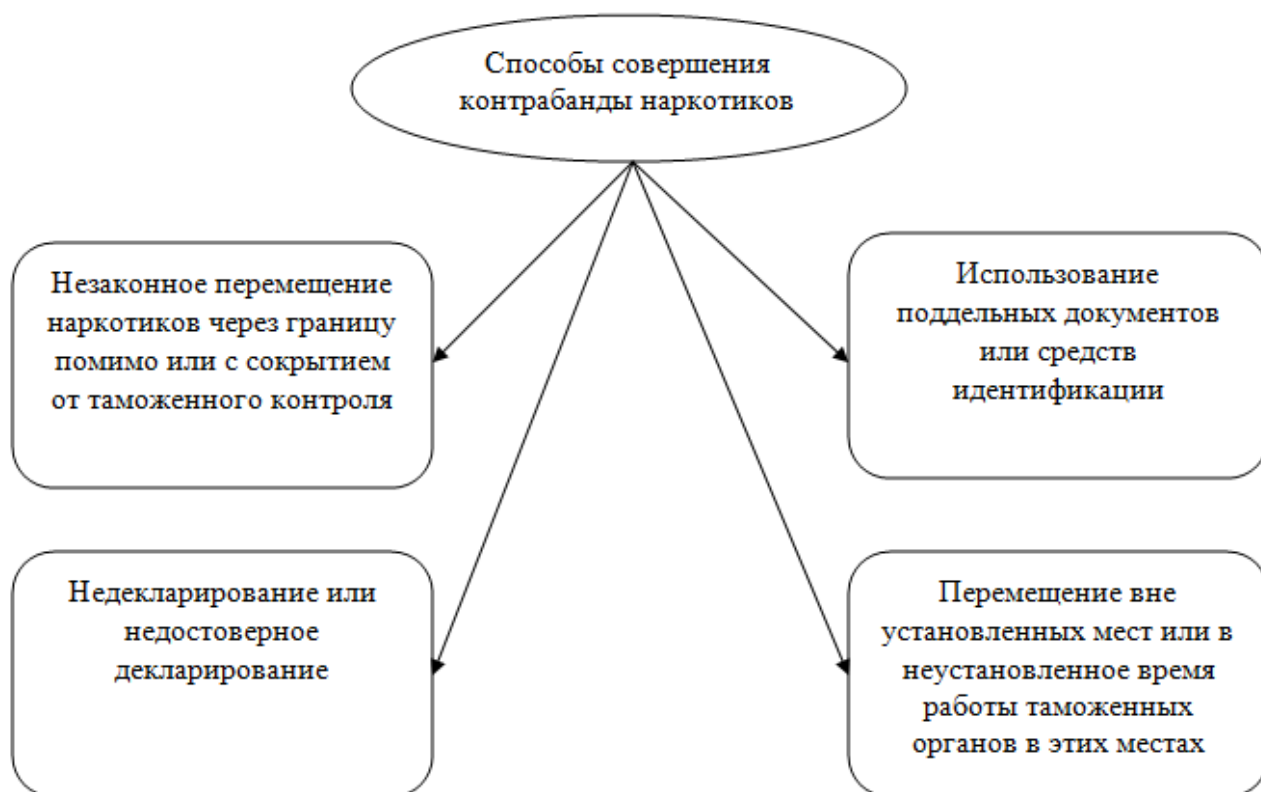 Способы совершения
контрабанды наркотиков
Незаконное перемещение
наркотиков через границу
помимо или с сокрытием
от таможенного контроля
Использование
поддельных документов
или средств
идентификации
Недекларирование или
недостоверное
декларирование
Перемещение вне
установленных мест или в
неустановленное время
работы таможенных
органов в этих местах